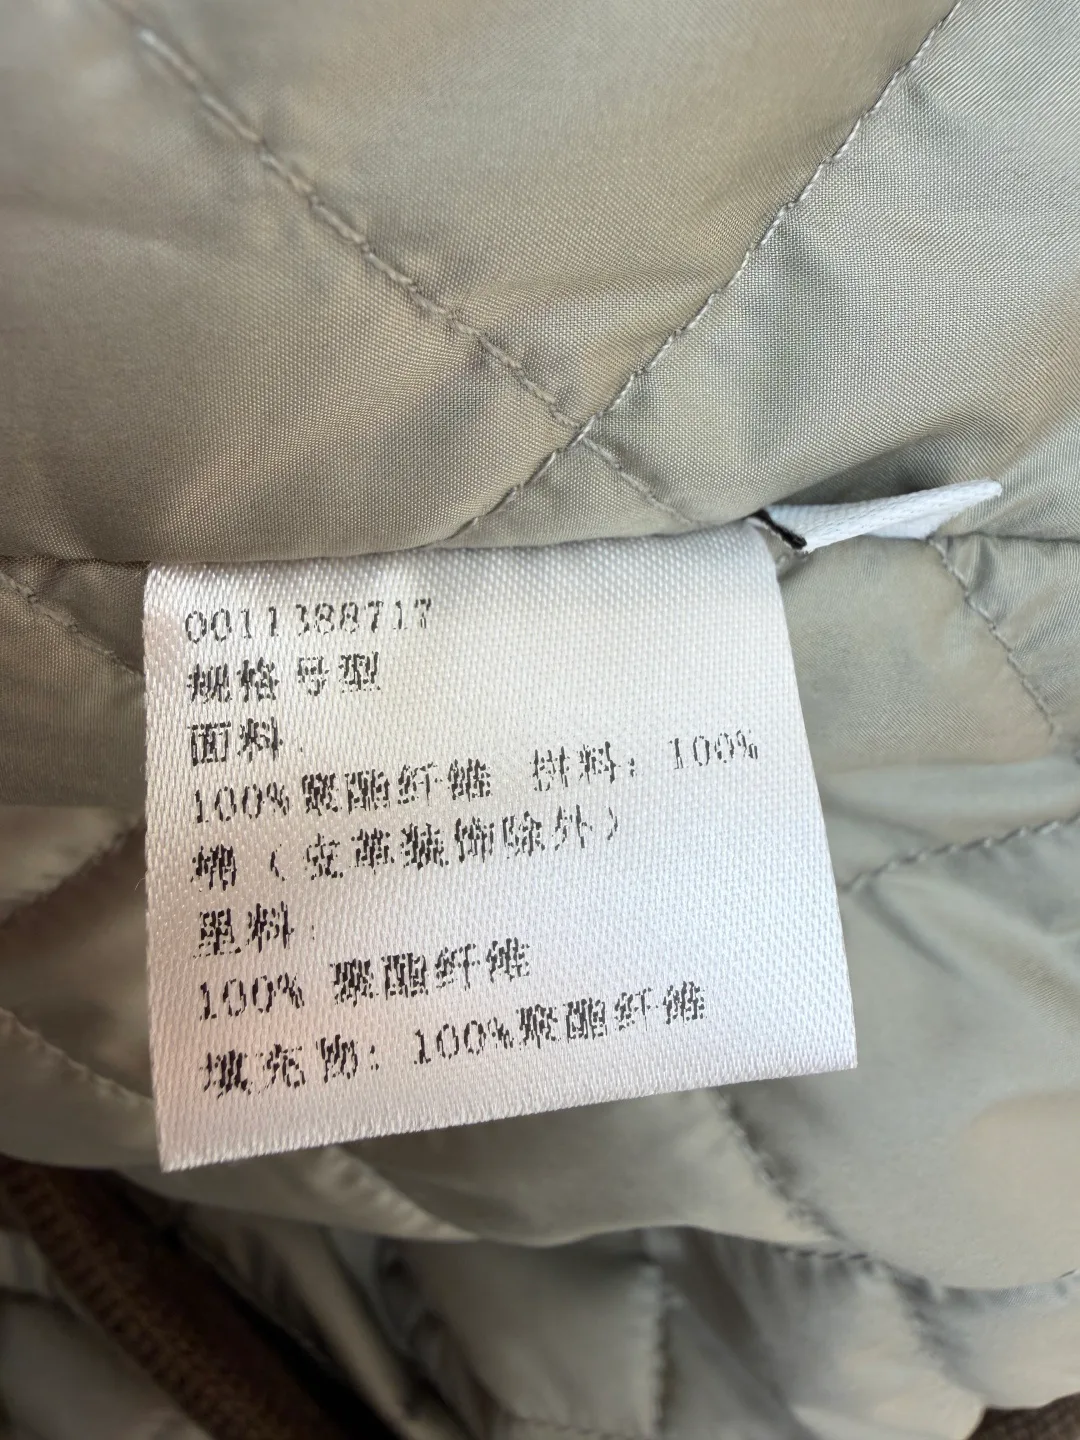 0011388717
规格号型
面料:
100%聚酯纤维 拼料: 100%
棉 (皮革装饰除外)
里料:
100% 聚酯纤维
填充物: 100%聚酯纤维